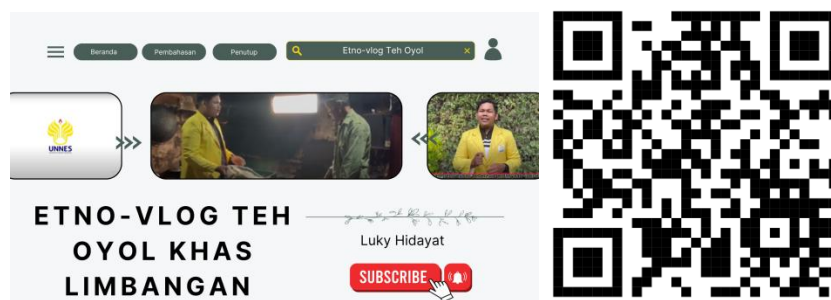 Beranda
Pembahasan
Penutup
Etno-vlog Teh Oyol
UNNES
ETNO-VLOG TEH
OYOL KHAS
LIMBANGAN
Luky Hidayat
SUBSCRIBE